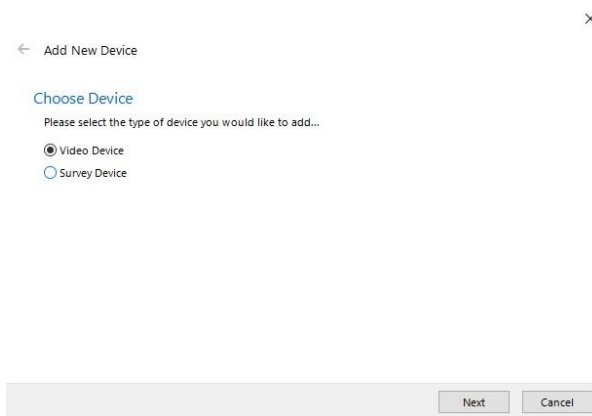 Add New Device
Choose Device
Please select the type of device you would like to add...
Video Device
Survey Device
Next Cancel